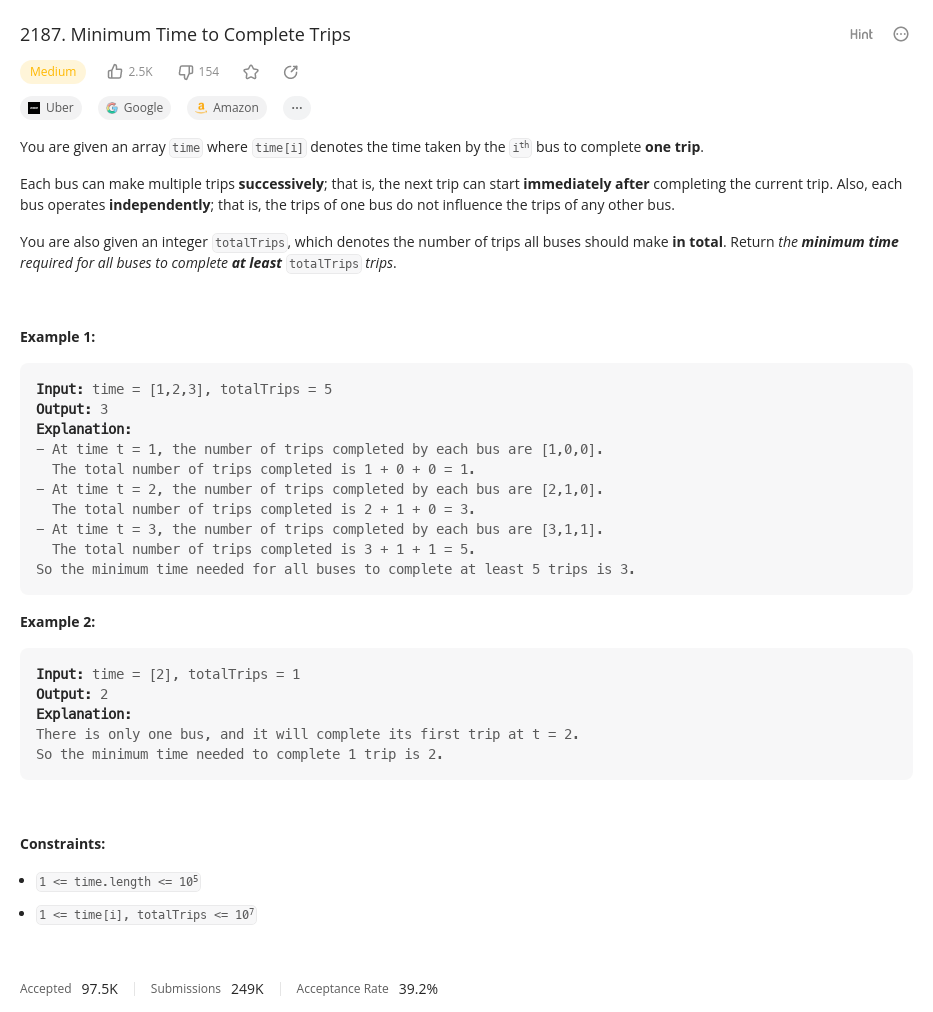 2187. Minimum Time to Complete Trips
Hint
Medium 2.5K 154
Uber Google Amazon ...
You are given an array time where time[i] denotes the time taken by the iᵗʰ bus to complete one trip.
Each bus can make multiple trips successively; that is, the next trip can start immediately after completing the current trip. Also, each
bus operates independently; that is, the trips of one bus do not influence the trips of any other bus.
You are also given an integer totalTrips, which denotes the number of trips all buses should make in total. Return the minimum time
required for all buses to complete at least totalTrips trips.
Example 1:
Input: time = [1,2,3], totalTrips = 5
Output: 3
Explanation:
– At time t = 1, the number of trips completed by each bus are [1,0,0].
The total number of trips completed is 1 + 0 + 0 = 1.
– At time t = 2, the number of trips completed by each bus are [2,1,0].
The total number of trips completed is 2 + 1 + 0 = 3.
– At time t = 3, the number of trips completed by each bus are [3,1,1].
The total number of trips completed is 3 + 1 + 1 = 5.
So the minimum time needed for all buses to complete at least 5 trips is 3.
Example 2:
Input: time = [2], totalTrips = 1
Output: 2
Explanation:
There is only one bus, and it will complete its first trip at t = 2.
So the minimum time needed to complete 1 trip is 2.
Constraints:
• 1 <= time.length <= 10⁵
• 1 <= time[i], totalTrips <= 10⁷
Accepted 97.5K Submissions 249K Acceptance Rate 39.2%